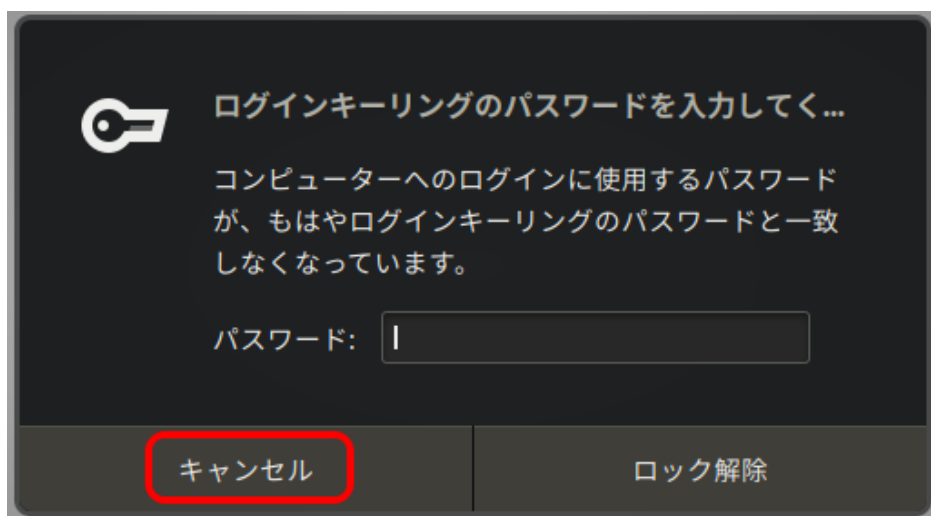 ログインキーリングのパスワードを入力してく...
コンピューターへのログインに使用するパスワード
が、もはやログインキーリングのパスワードと一致
しなくなっています。
パスワード:
キャンセル
ロック解除